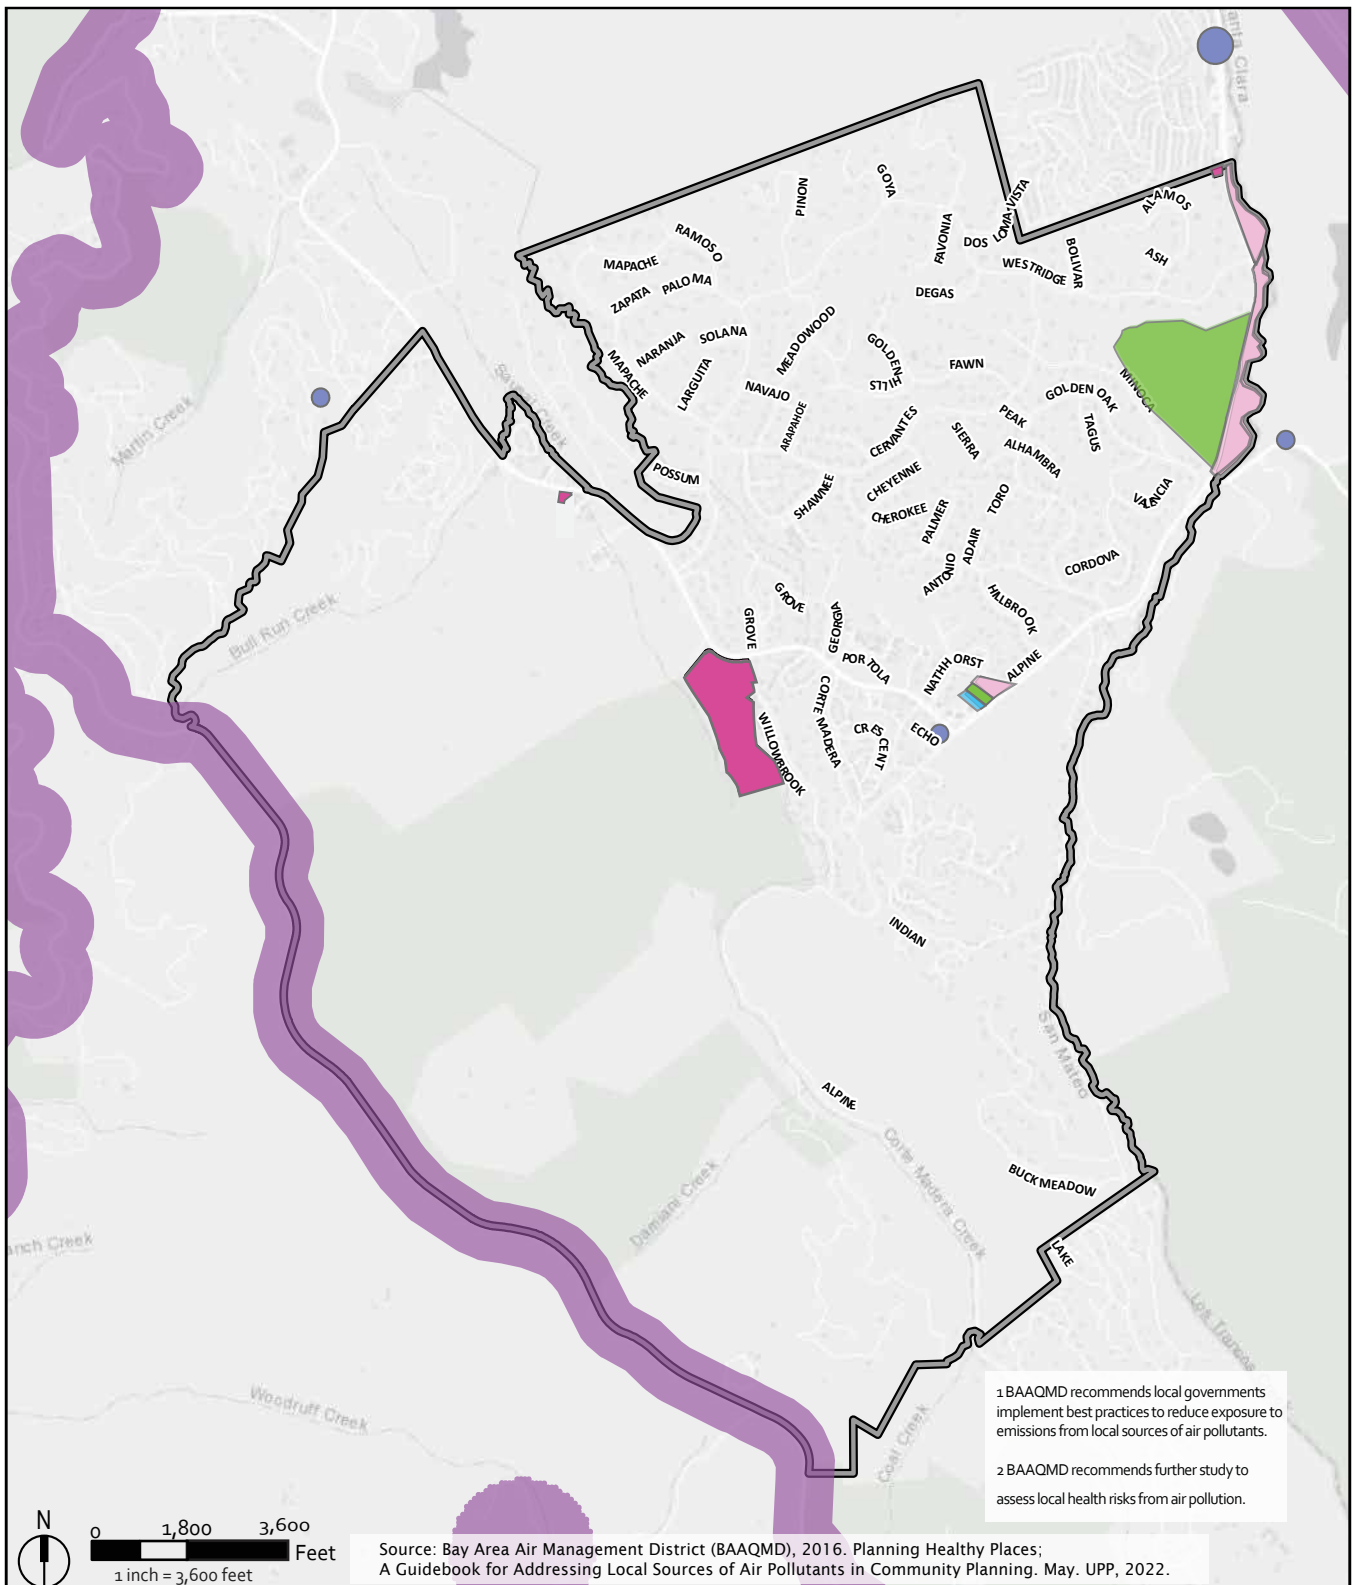 anta Clara
PINON
GOYA
LOMA-VISTA
ALAMOS
RAMOSO
FAVONIA
DOS
BOLIVAR
ASH
MAPACHE
WESTRIDGE
ZAPATA
PALOMA
DEGAS
MEADOWOOD
NARANJA
SOLANA
GOLDEN
HILLS
MAPACHE
LARGUITA
FAWN
MINOCA
NAVAJO
GOLDEN OAK
Martin Creek
ARAPAHOE
CERVANTES
PEAK
TAGUS
SIERRA
ALHAMBRA
POSSUM
CHEYENNE
SHAWNEE
VALENCIA
TORO
CHEROKEE
PALMER
ADAIR
CORDOVA
ANTONIO
Bull Run Creek
GROVE
GROVE
GEORGIA
HILLBROOK
PORTOLA
NATHHORST
ALPINE
CORTE MADERA
WILLOWBROOK
CRESCENT
ECHO
INDIAN
San Mateo
ALPINE
Corte Madera Creek
Damiani Creek
BUCKMEADOW
anch Creek
LAKE
Los Trancos
Woodruff Creek
Coal Creek
1 BAAQMD recommends local governments
implement best practices to reduce exposure to
emissions from local sources of air pollutants.
2 BAAQMD recommends further study to
assess local health risks from air pollution.
N
0 1,800 3,600
Feet
1 inch = 3,600 feet
Source: Bay Area Air Management District (BAAQMD), 2016. Planning Healthy Places;
A Guidebook for Addressing Local Sources of Air Pollutants in Community Planning. May. UPP, 2022.